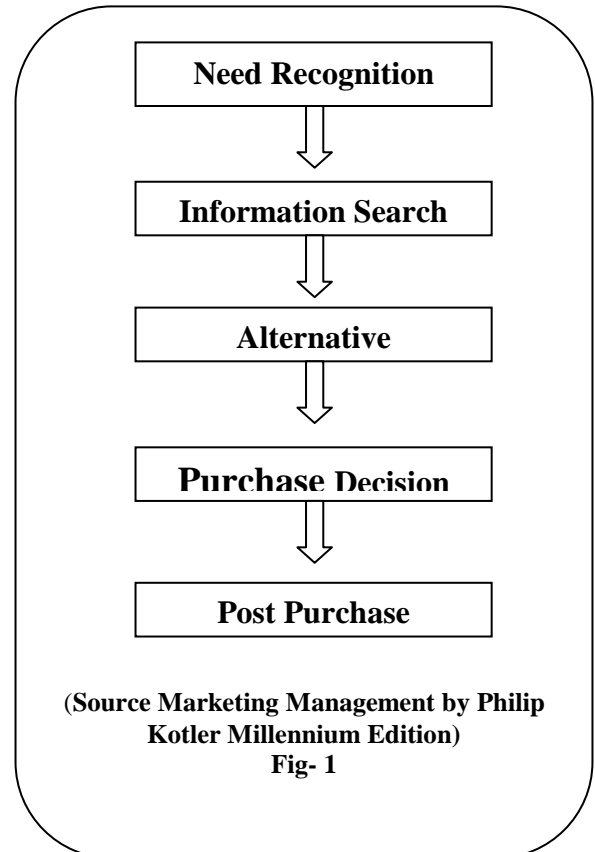 Need Recognition
Information Search
Alternative
Purchase Decision
Post Purchase
(Source Marketing Management by Philip
Kotler Millennium Edition)
Fig- 1